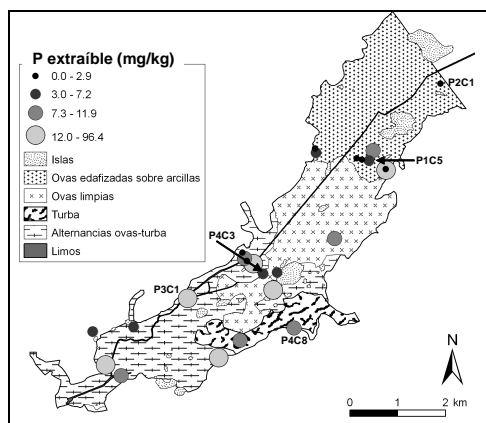 P extraíble (mg/kg)
0.0 - 2.9
3.0 - 7.2
7.3 - 11.9
12.0 - 96.4
Islas
Ovas edafizadas sobre arcillas
Ovas limpias
Turba
Alternancias ovas-turba
Limos
P2C1
P1C5
P4C3
P3C1
P4C8
N
0 1 2 km